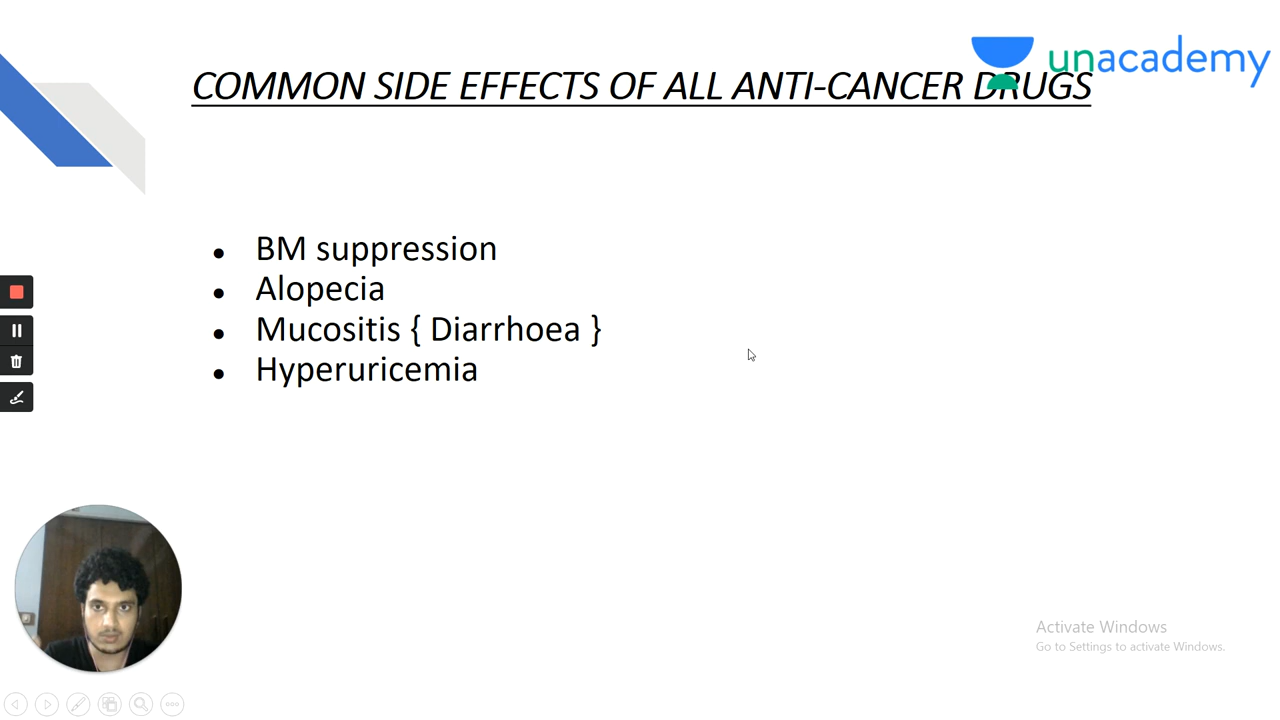 unacademy
COMMON SIDE EFFECTS OF ALL ANTI-CANCER DRUGS
BM suppression
Alopecia
Mucositis { Diarrhoea }
Hyperuricemia
Activate Windows
Go to Settings to activate Windows.